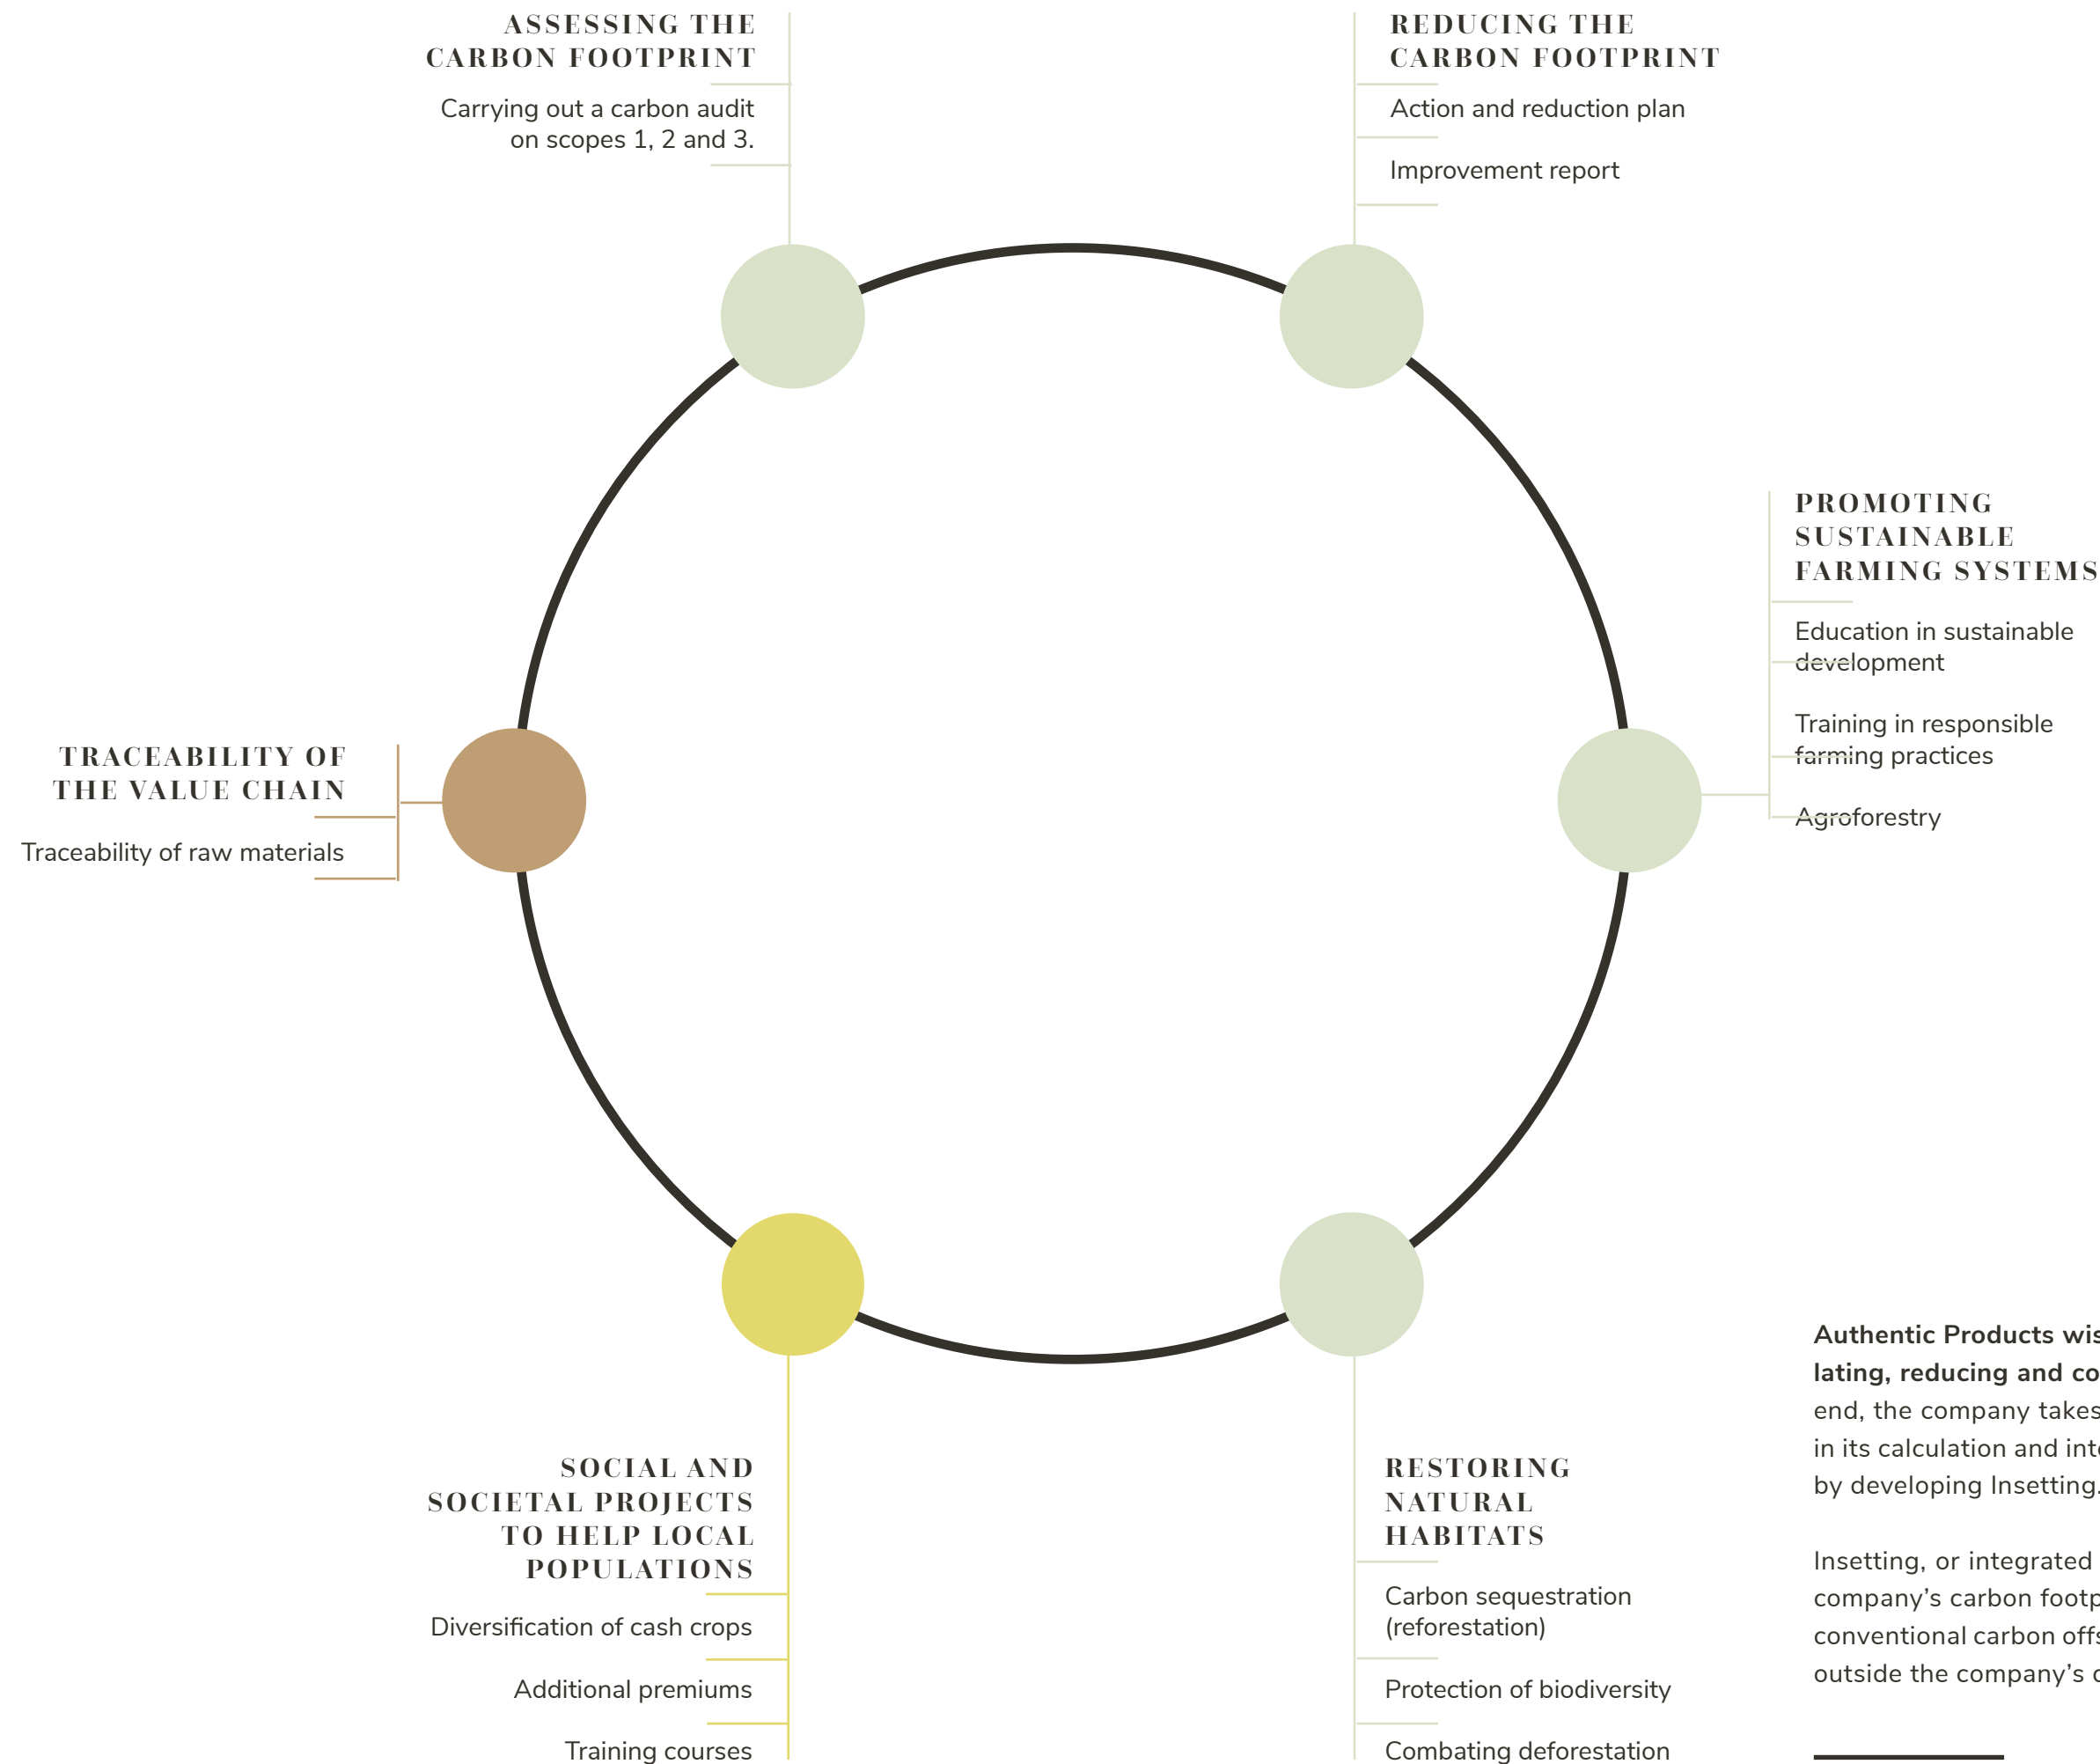 ASSESSING THE
CARBON FOOTPRINT
Carrying out a carbon audit
on scopes 1, 2 and 3.
REDUCING THE
CARBON FOOTPRINT
Action and reduction plan
Improvement report
PROMOTING
SUSTAINABLE
FARMING SYSTEMS
Education in sustainable
development
Training in responsible
farming practices
Agroforestry
TRACEABILITY OF
THE VALUE CHAIN
Traceability of raw materials
SOCIAL AND
SOCIETAL PROJECTS
TO HELP LOCAL
POPULATIONS
Diversification of cash crops
Additional premiums
Training courses
RESTORING
NATURAL
HABITATS
Carbon sequestration
(reforestation)
Protection of biodiversity
Combating deforestation
Authentic Products
lating, reducing and
end, the company takes
in its calculation and
by developing Insetting.
Insetting, or integrated
company's carbon
conventional carbon
outside the company's